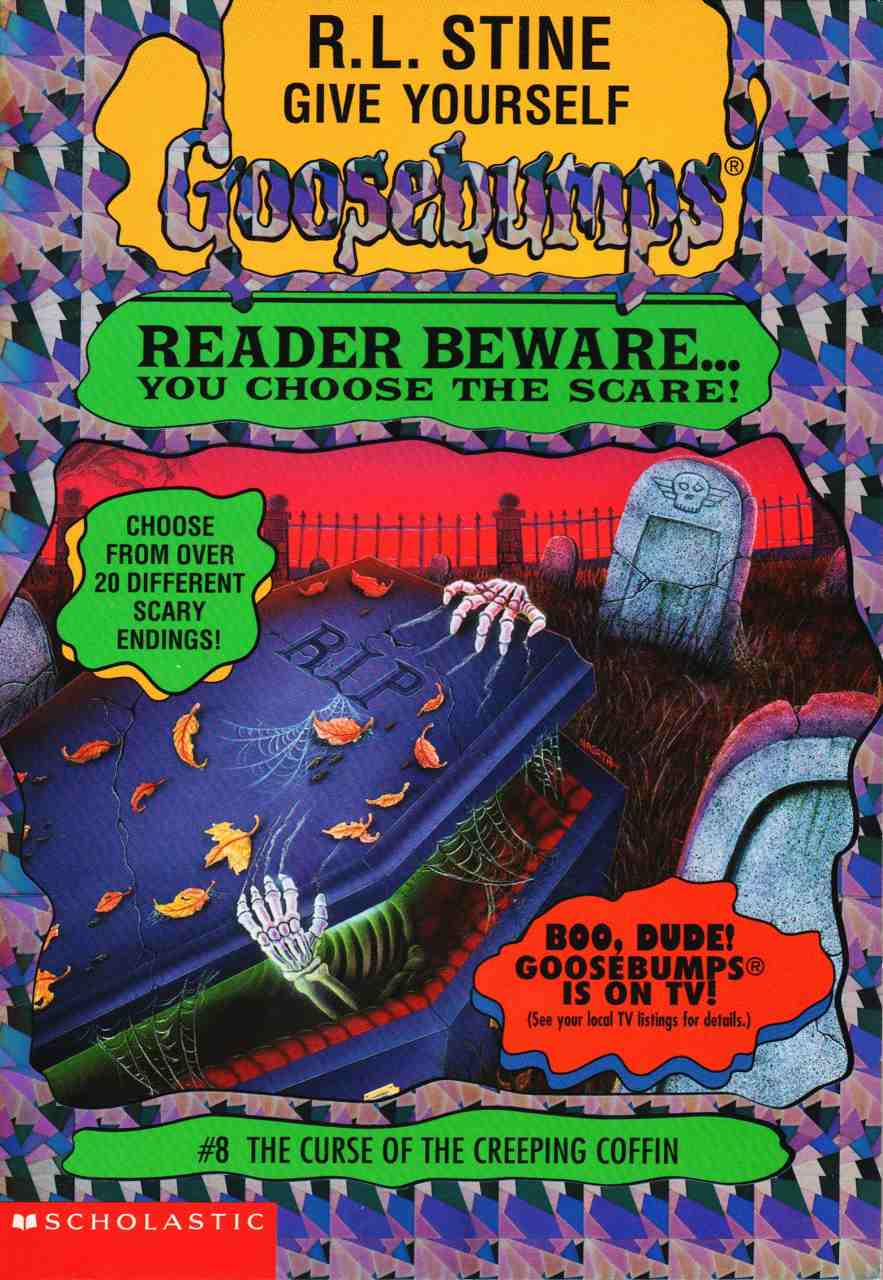 R.L. STINE
GIVE YOURSELF
Goosebumps®
READER BEWARE...
YOU CHOOSE THE SCARE!
CHOOSE
FROM OVER
20 DIFFERENT
SCARY
ENDINGS!
RIP
BOO, DUDE!
GOOSEBUMPS®
IS ON TV!
(See your local TV listings for details.)
#8 THE CURSE OF THE CREEPING COFFIN
SCHOLASTIC